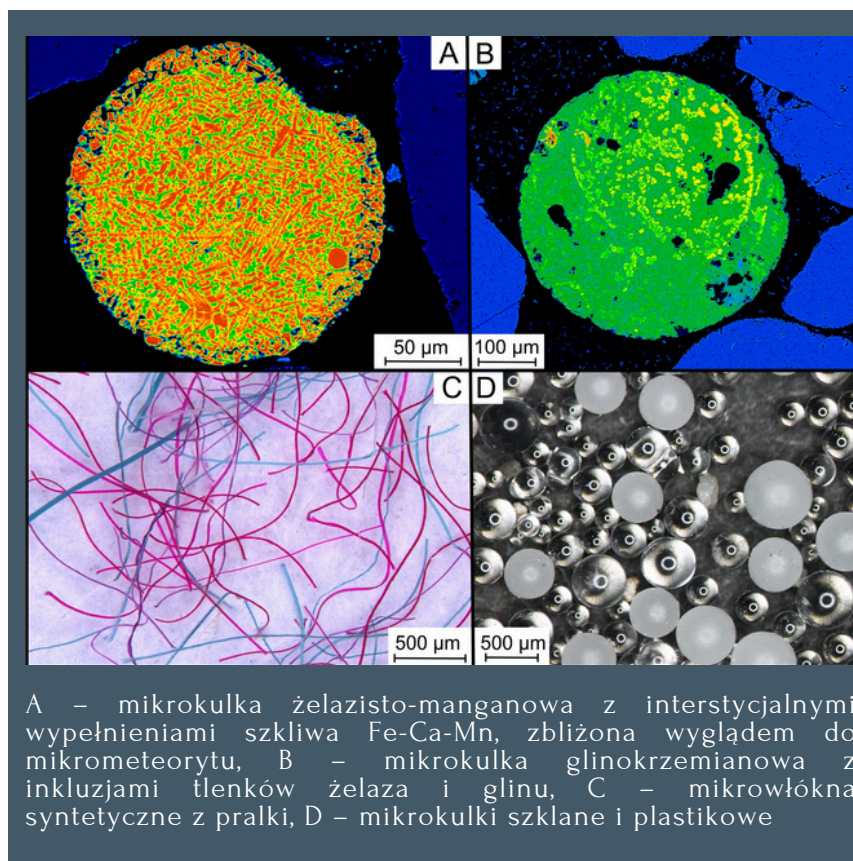 A
B
50 µm
100 µm
C
D
500 µm
500 µm
A – mikrokulka żelazisto-manganowa z interstycjalnymi
wypełnieniami szkliwa Fe-Ca-Mn, zbliżona wyglądem do
mikrometeorytu, B – mikrokulka glinokrzemianowa z
inkluzjami tlenków żelaza i glinu, C – mikrowłókna
syntetyczne z pralki, D – mikrokulki szklane i plastikowe